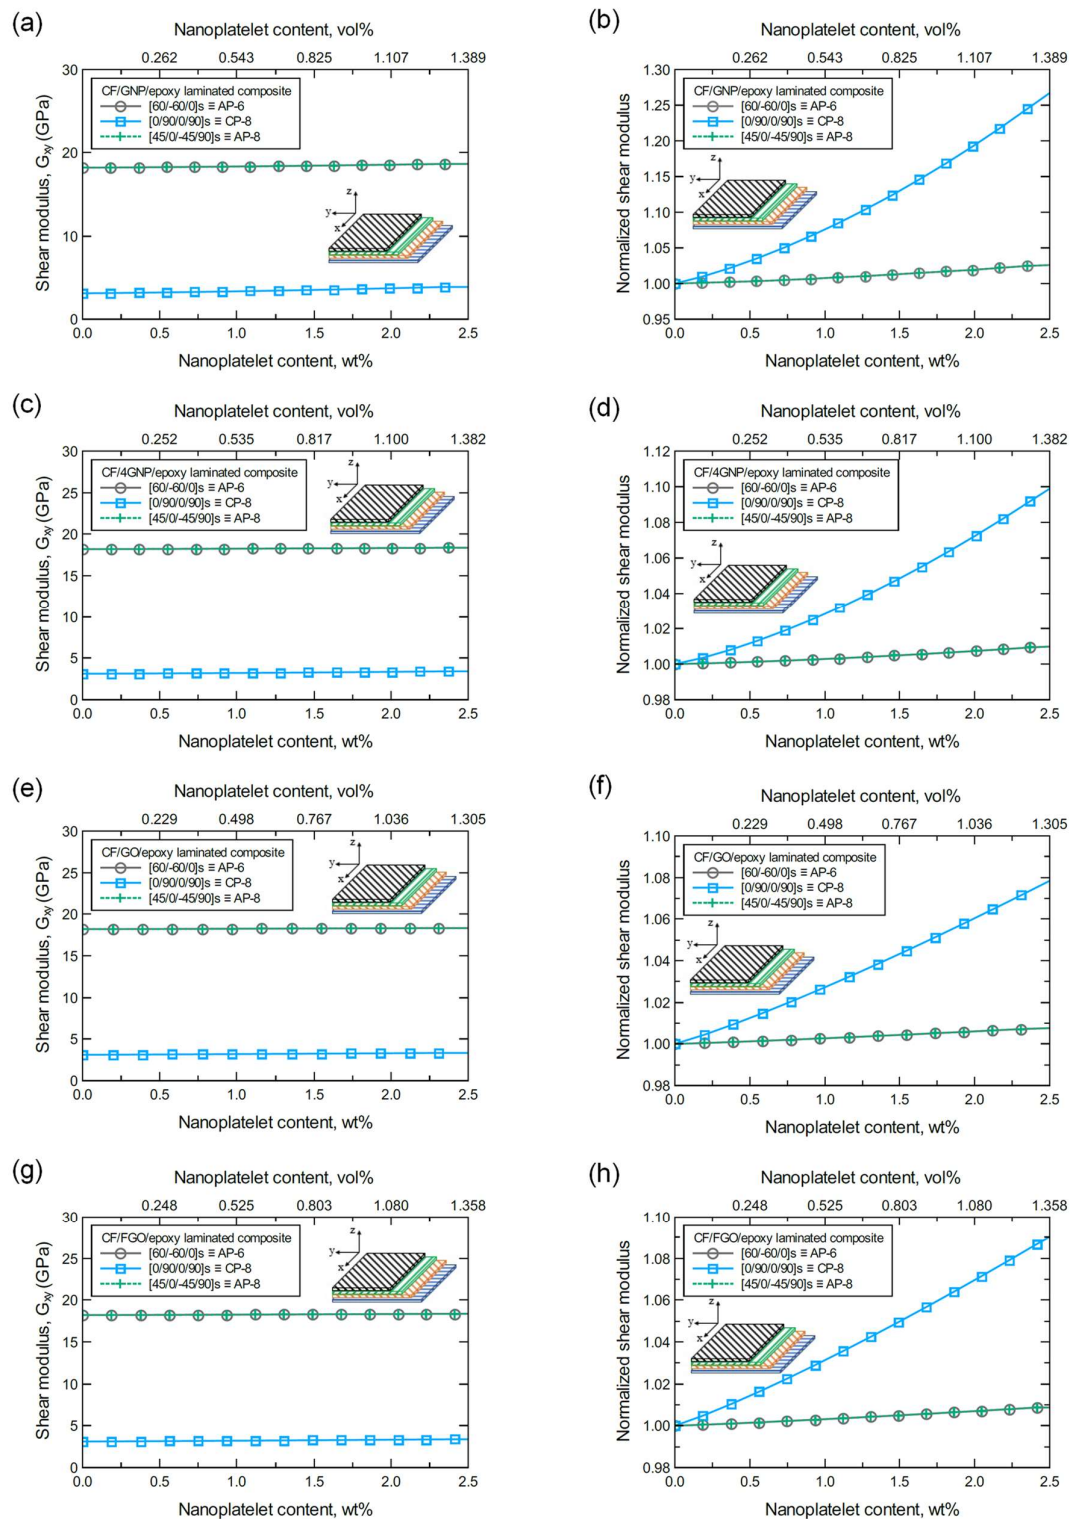 (a)
Nanoplatelet content, vol%
0.262 0.543 0.825 1.107 1.389
30
20
10
0
Shear modulus, Gxy (GPa)
CF/GNP/epoxy laminated composite
[60/-60/0]s ≡ AP-6
[0/90/0/90]s ≡ CP-8
[45/0/-45/90]s ≡ AP-8
z
y
x
0.0 0.5 1.0 1.5 2.0 2.5
Nanoplatelet content, wt%
(b)
Nanoplatelet content, vol%
0.262 0.543 0.825 1.107 1.389
1.30
1.25
1.20
1.15
1.10
1.05
1.00
0.95
Normalized shear modulus
CF/GNP/epoxy laminated composite
[60/-60/0]s ≡ AP-6
[0/90/0/90]s ≡ CP-8
[45/0/-45/90]s ≡ AP-8
z
y
x
0.0 0.5 1.0 1.5 2.0 2.5
Nanoplatelet content, wt%
(c)
Nanoplatelet content, vol%
0.252 0.535 0.817 1.100 1.382
30
25
20
15
10
5
0
Shear modulus, Gxy (GPa)
CF/4GNP/epoxy laminated composite
[60/-60/0]s ≡ AP-6
[0/90/0/90]s ≡ CP-8
[45/0/-45/90]s ≡ AP-8
z
y
x
0.0 0.5 1.0 1.5 2.0 2.5
Nanoplatelet content, wt%
(d)
Nanoplatelet content, vol%
0.252 0.535 0.817 1.100 1.382
1.12
1.10
1.08
1.06
1.04
1.02
1.00
0.98
Normalized shear modulus
CF/4GNP/epoxy laminated composite
[60/-60/0]s ≡ AP-6
[0/90/0/90]s ≡ CP-8
[45/0/-45/90]s ≡ AP-8
z
y
x
0.0 0.5 1.0 1.5 2.0 2.5
Nanoplatelet content, wt%
(e)
Nanoplatelet content, vol%
0.229 0.498 0.767 1.036 1.305
30
25
20
15
10
5
0
Shear modulus, Gxy (GPa)
CF/GO/epoxy laminated composite
[60/-60/0]s ≡ AP-6
[0/90/0/90]s ≡ CP-8
[45/0/-45/90]s ≡ AP-8
z
y
x
0.0 0.5 1.0 1.5 2.0 2.5
Nanoplatelet content, wt%
(f)
Nanoplatelet content, vol%
0.229 0.498 0.767 1.036 1.305
1.10
1.08
1.06
1.04
1.02
1.00
0.98
Normalized shear modulus
CF/GO/epoxy laminated composite
[60/-60/0]s ≡ AP-6
[0/90/0/90]s ≡ CP-8
[45/0/-45/90]s ≡ AP-8
z
y
x
0.0 0.5 1.0 1.5 2.0 2.5
Nanoplatelet content, wt%
(g)
Nanoplatelet content, vol%
0.248 0.525 0.803 1.080 1.358
30
25
20
15
10
5
0
Shear modulus, Gxy (GPa)
CF/FGO/epoxy laminated composite
[60/-60/0]s ≡ AP-6
[0/90/0/90]s ≡ CP-8
[45/0/-45/90]s ≡ AP-8
z
y
x
0.0 0.5 1.0 1.5 2.0 2.5
Nanoplatelet content, wt%
(h)
Nanoplatelet content, vol%
0.248 0.525 0.803 1.080 1.358
1.10
1.08
1.06
1.04
1.02
1.00
0.98
Normalized shear modulus
CF/FGO/epoxy laminated composite
[60/-60/0]s ≡ AP-6
[0/90/0/90]s ≡ CP-8
[45/0/-45/90]s ≡ AP-8
z
y
x
0.0 0.5 1.0 1.5 2.0 2.5
Nanoplatelet content, wt%